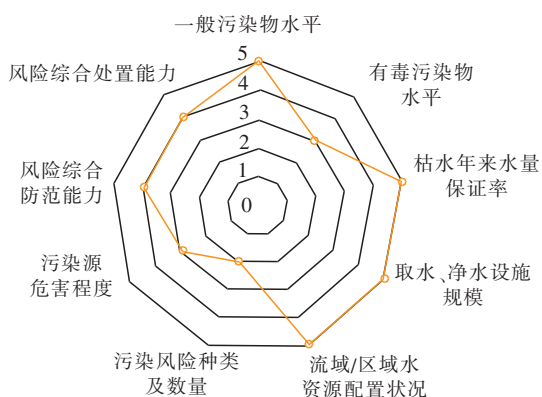 一般污染物水平
有毒污染物
水平
枯水年来水量
保证率
取水、净水设施
规模
流域/区域水
资源配置状况
污染风险种类
及数量
污染源
危害程度
风险综合
防范能力
风险综合处置能力
5
4
3
2
1
0